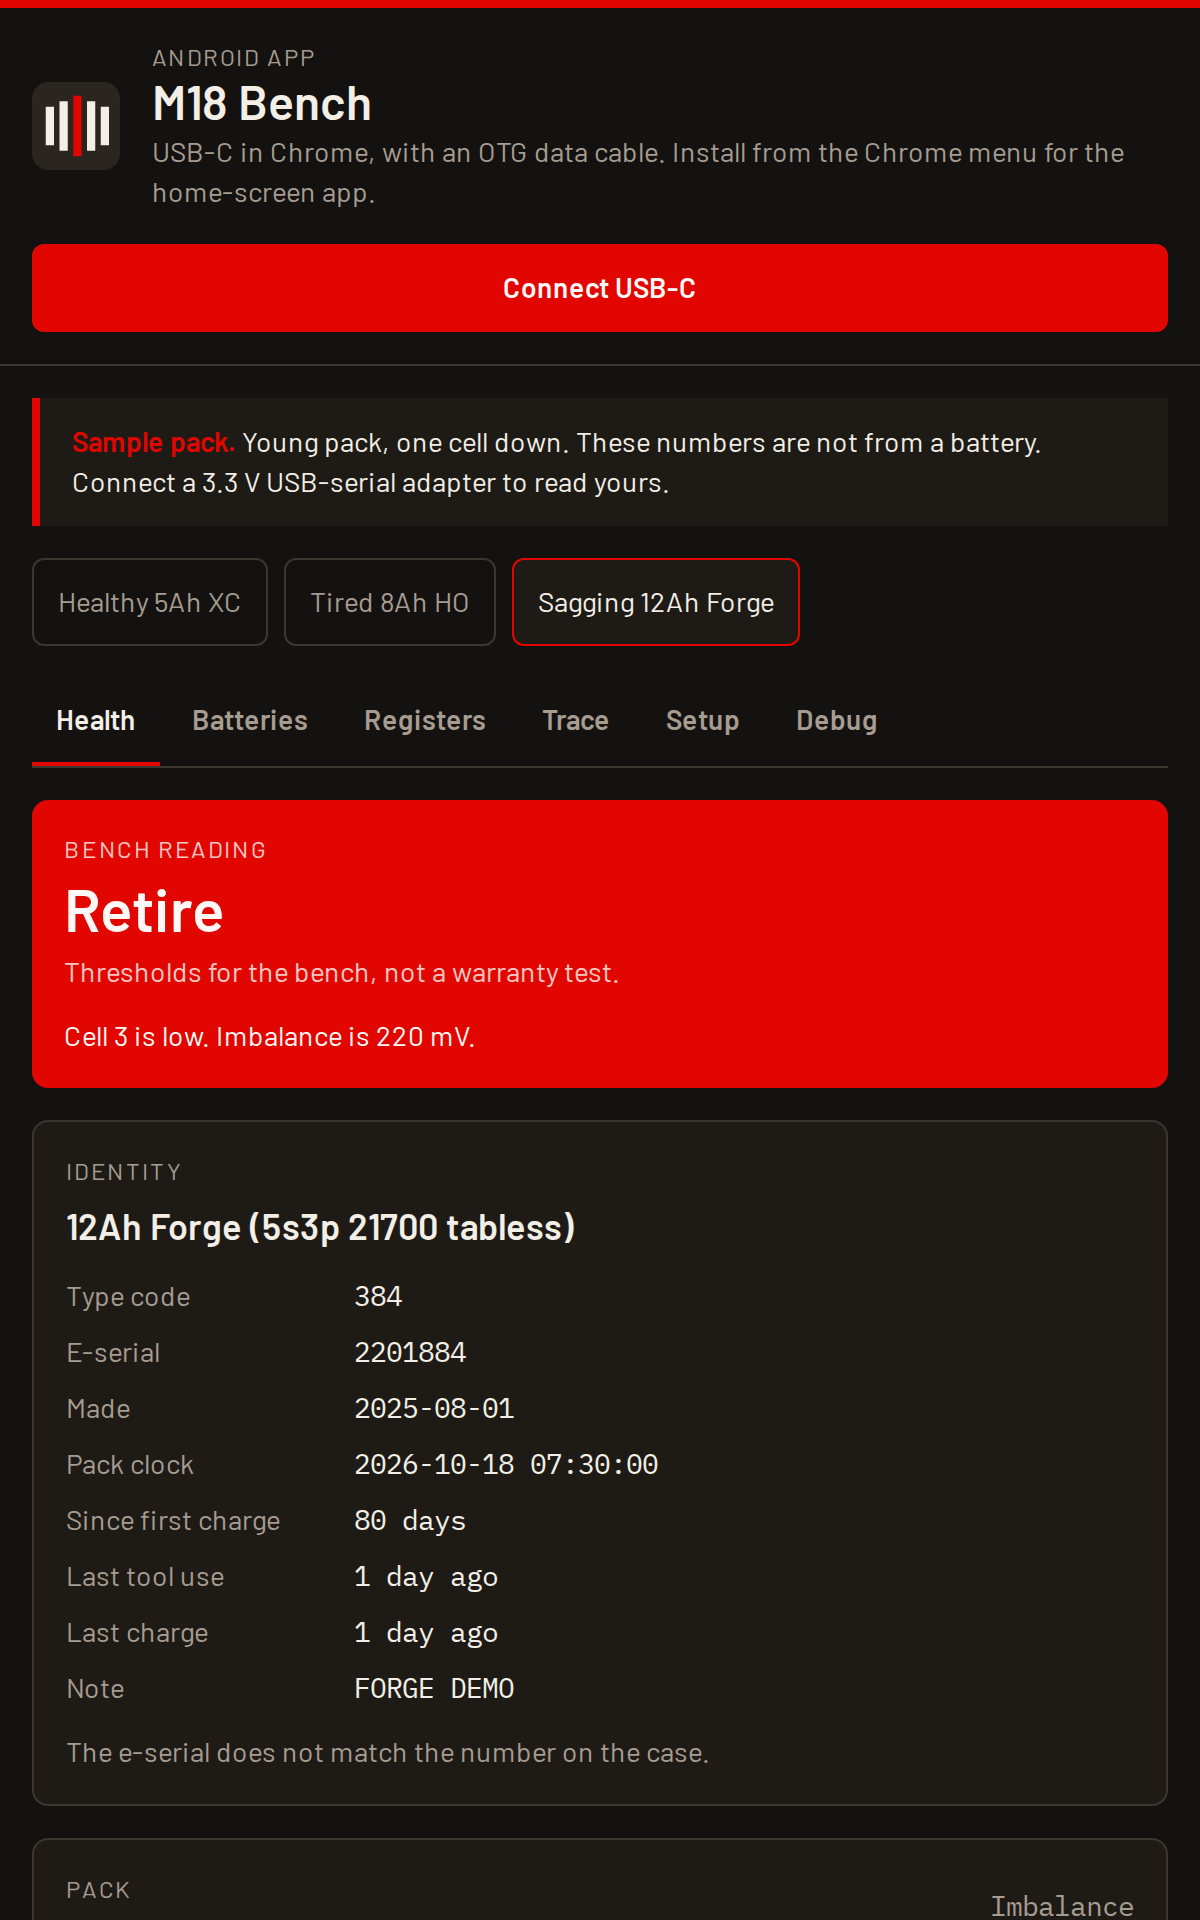 ANDROID APP
M18 Bench
USB-C in Chrome, with an OTG data cable. Install from the Chrome menu for the
home-screen app.
Connect USB-C
Sample pack. Young pack, one cell down. These numbers are not from a battery.
Connect a 3.3 V USB-serial adapter to read yours.
Healthy 5Ah XC
Tired 8Ah HO
Sagging 12Ah Forge
Health
Batteries
Registers
Trace
Setup
Debug
BENCH READING
Retire
Thresholds for the bench, not a warranty test.
Cell 3 is low. Imbalance is 220 mV.
IDENTITY
12Ah Forge (5s3p 21700 tabless)
Type code 384
E-serial 2201884
Made 2025-08-01
Pack clock 2026-10-18 07:30:00
Since first charge 80 days
Last tool use 1 day ago
Last charge 1 day ago
Note FORGE DEMO
The e-serial does not match the number on the case.
PACK
Imbalance